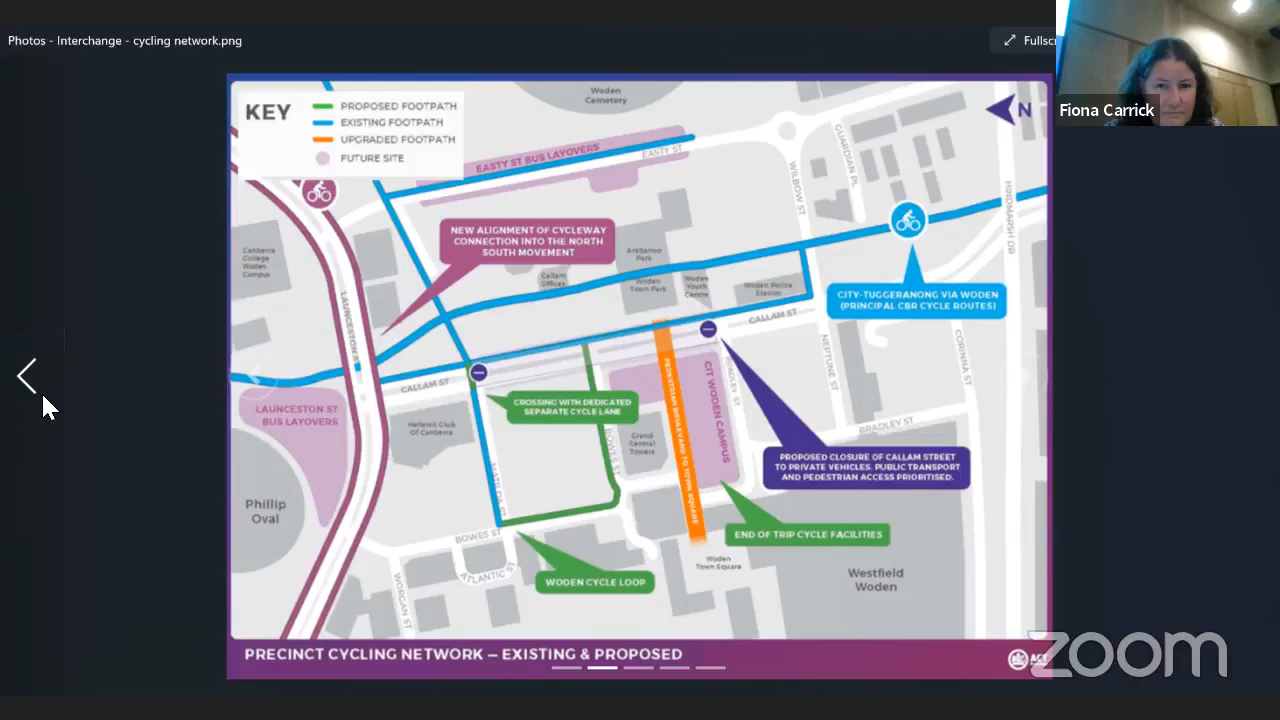 Photos - Interchange - cycling network.png
Fullscr
Fiona Carrick
KEY
PROPOSED FOOTPATH
EXISTING FOOTPATH
UPGRADED FOOTPATH
FUTURE SITE
Woden
Cemetery
N
EASTY ST BUS LAYOVERS
EASTY ST
GUARDIAN PL
WILBOW ST
HINDMARSH DR
NEW ALIGNMENT OF CYCLEWAY
CONNECTION INTO THE NORTH
SOUTH MOVEMENT
Canberra
College
Woden
Campus
Callam
Offices
Arabanoo
Park
Woden
Town Park
Woden
Youth
Centre
Woden Police
Station
CITY-TUGGERANONG VIA WODEN
(PRINCIPAL CBR CYCLE ROUTES)
LAUNCESTON ST
CALLAM ST
CALLAM ST
NEPTUNE ST
CORINNA ST
LAUNCESTON ST
BUS LAYOVERS
Hellenic Club
Of Canberra
CROSSING WITH DEDICATED
SEPARATE CYCLE LANE
PEDESTRIAN BOULEVARD TO TOWN SQUARE
CIT WODEN CAMPUS
BRADLEY ST
BRADLEY ST
Grand
Central
Towers
BOWES ST
MATILDA ST
PROPOSED CLOSURE OF CALLAM STREET
TO PRIVATE VEHICLES. PUBLIC TRANSPORT
AND PEDESTRIAN ACCESS PRIORITISED.
Phillip
Oval
BOWES ST
END OF TRIP CYCLE FACILITIES
Woden
Town Square
Westfield
Woden
ATLANTIC ST
WORGAN ST
WODEN CYCLE LOOP
PRECINCT CYCLING NETWORK — EXISTING & PROPOSED
ACT
zoom